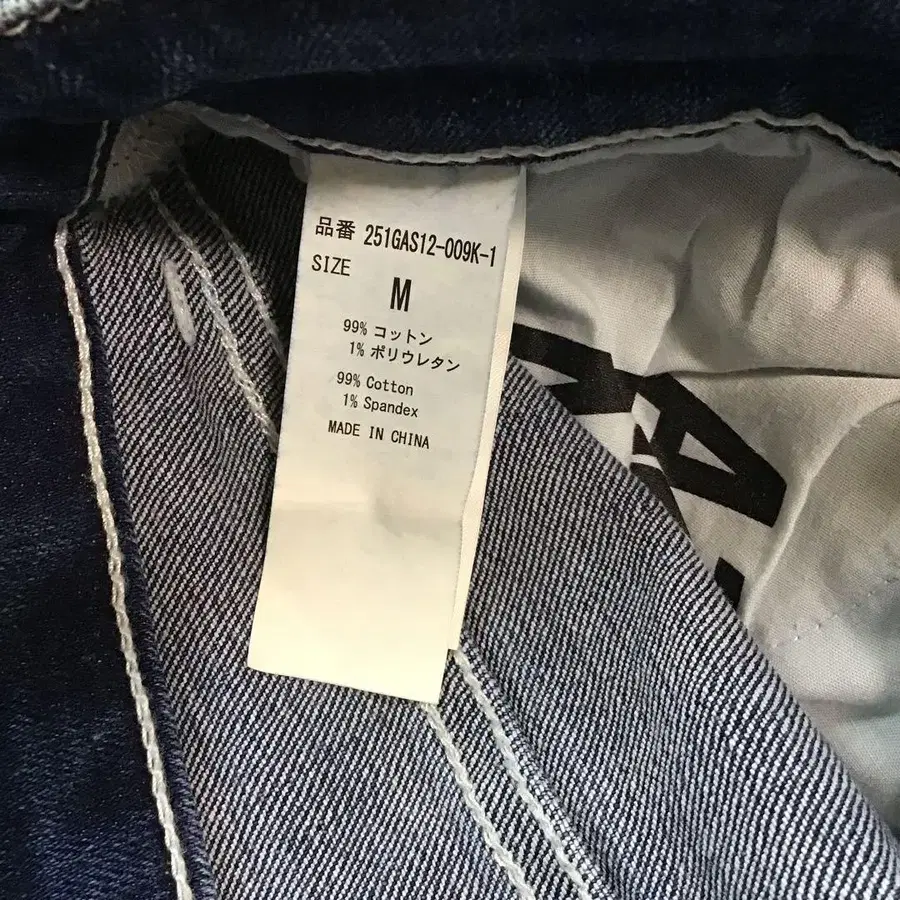 品番 251GAS12-009K-1
SIZE
M
99% コットン
1% ポリウレタン
99% Cotton
1% Spandex
MADE IN CHINA